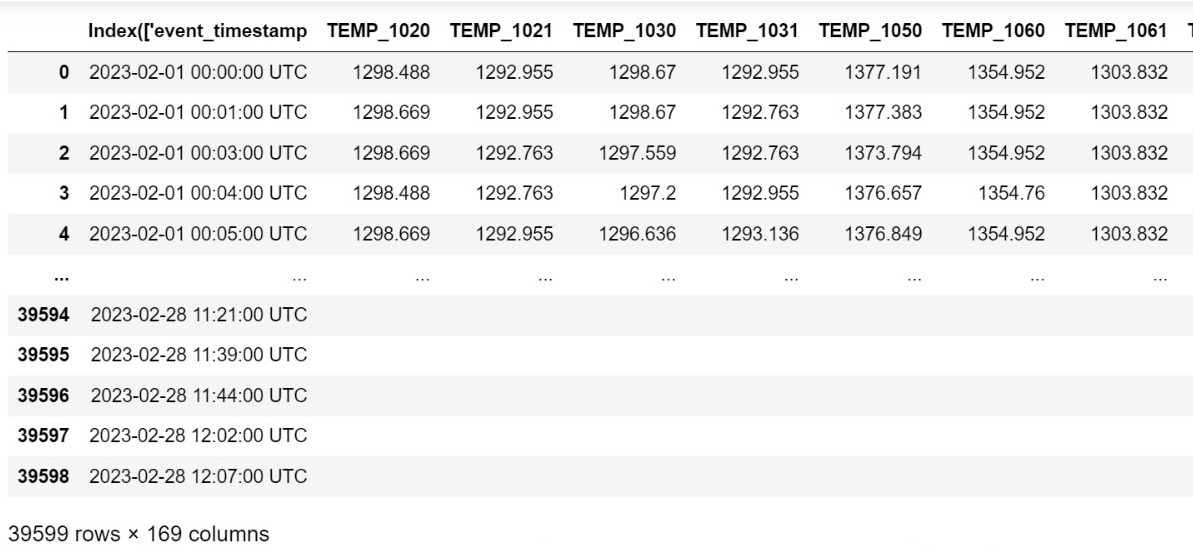 Index(['event_timestamp TEMP_1020 TEMP_1021 TEMP_1030 TEMP_1031 TEMP_1050 TEMP_1060 TEMP_1061
0 2023-02-01 00:00:00 UTC 1298.488 1292.955 1298.67 1292.955 1377.191 1354.952 1303.832
1 2023-02-01 00:01:00 UTC 1298.669 1292.955 1298.67 1292.763 1377.383 1354.952 1303.832
2 2023-02-01 00:03:00 UTC 1298.669 1292.763 1297.559 1292.763 1373.794 1354.952 1303.832
3 2023-02-01 00:04:00 UTC 1298.488 1292.763 1297.2 1292.955 1376.657 1354.76 1303.832
4 2023-02-01 00:05:00 UTC 1298.669 1292.955 1296.636 1293.136 1376.849 1354.952 1303.832
... ... ... ... ... ... ... ... ...
39594 2023-02-28 11:21:00 UTC
39595 2023-02-28 11:39:00 UTC
39596 2023-02-28 11:44:00 UTC
39597 2023-02-28 12:02:00 UTC
39598 2023-02-28 12:07:00 UTC
39599 rows × 169 columns